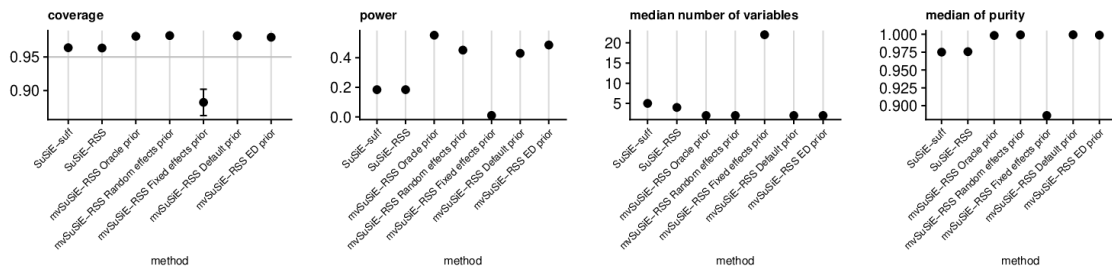 coverage
0.95
0.90
SuSiE−suff
SuSiE−RSS
mvSuSiE−RSS Oracle prior
mvSuSiE−RSS Random effects prior
mvSuSiE−RSS Fixed effects prior
mvSuSiE−RSS Default prior
mvSuSiE−RSS ED prior
method
power
0.4
0.2
0.0
SuSiE−suff
SuSiE−RSS
mvSuSiE−RSS Oracle prior
mvSuSiE−RSS Random effects prior
mvSuSiE−RSS Fixed effects prior
mvSuSiE−RSS Default prior
mvSuSiE−RSS ED prior
method
median number of variables
20
15
10
5
SuSiE−suff
SuSiE−RSS
mvSuSiE−RSS Oracle prior
mvSuSiE−RSS Random effects prior
mvSuSiE−RSS Fixed effects prior
mvSuSiE−RSS Default prior
mvSuSiE−RSS ED prior
method
median of purity
1.000
0.975
0.950
0.925
0.900
SuSiE−suff
SuSiE−RSS
mvSuSiE−RSS Oracle prior
mvSuSiE−RSS Random effects prior
mvSuSiE−RSS Fixed effects prior
mvSuSiE−RSS Default prior
mvSuSiE−RSS ED prior
method